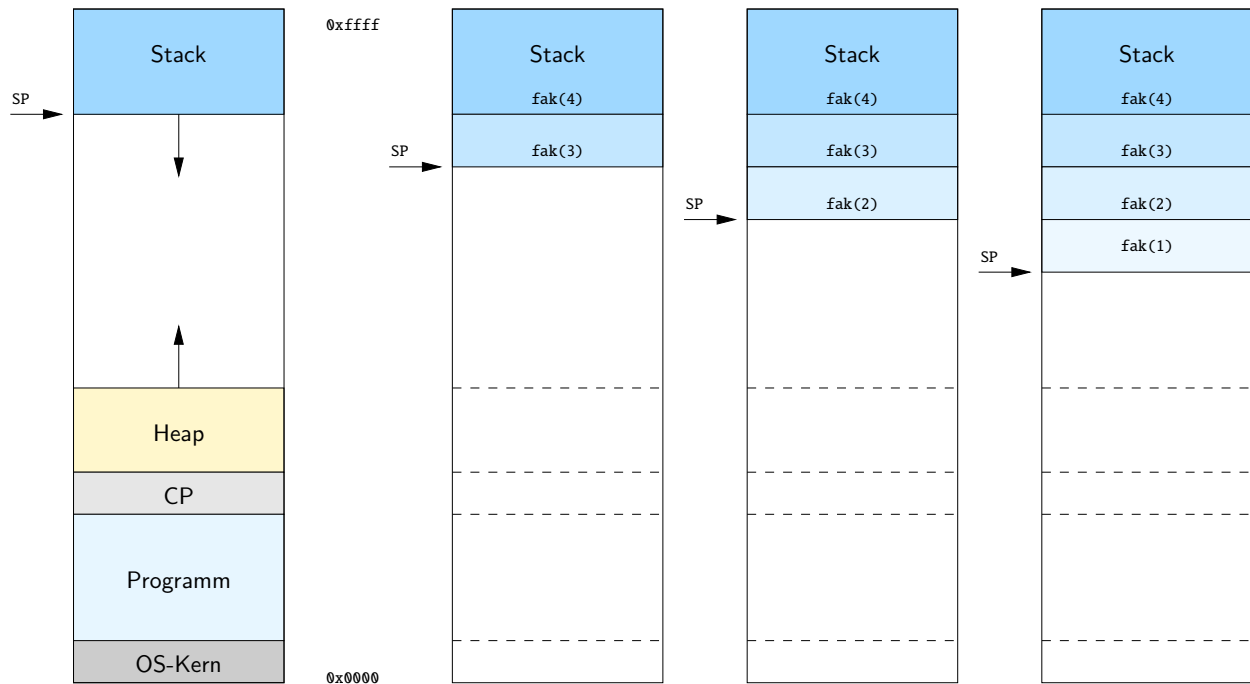 0xffff
Stack
SP
Heap
CP
Programm
OS-Kern
0x0000
Stack
fak(4)
fak(3)
SP
Stack
fak(4)
fak(3)
fak(2)
SP
Stack
fak(4)
fak(3)
fak(2)
fak(1)
SP